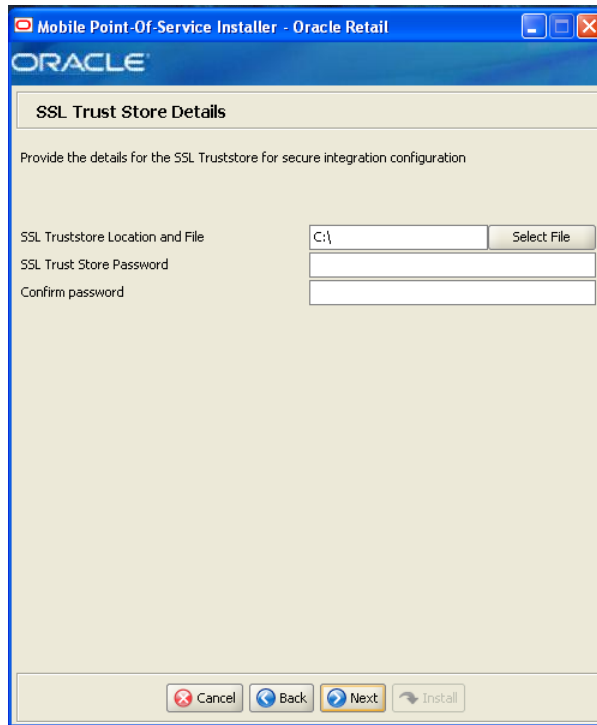 Mobile Point-Of-Service Installer - Oracle Retail
ORACLE
SSL Trust Store Details
Provide the details for the SSL Truststore for secure integration configuration
SSL Truststore Location and File C:\ Select File
SSL Trust Store Password
Confirm password
Cancel Back Next Install